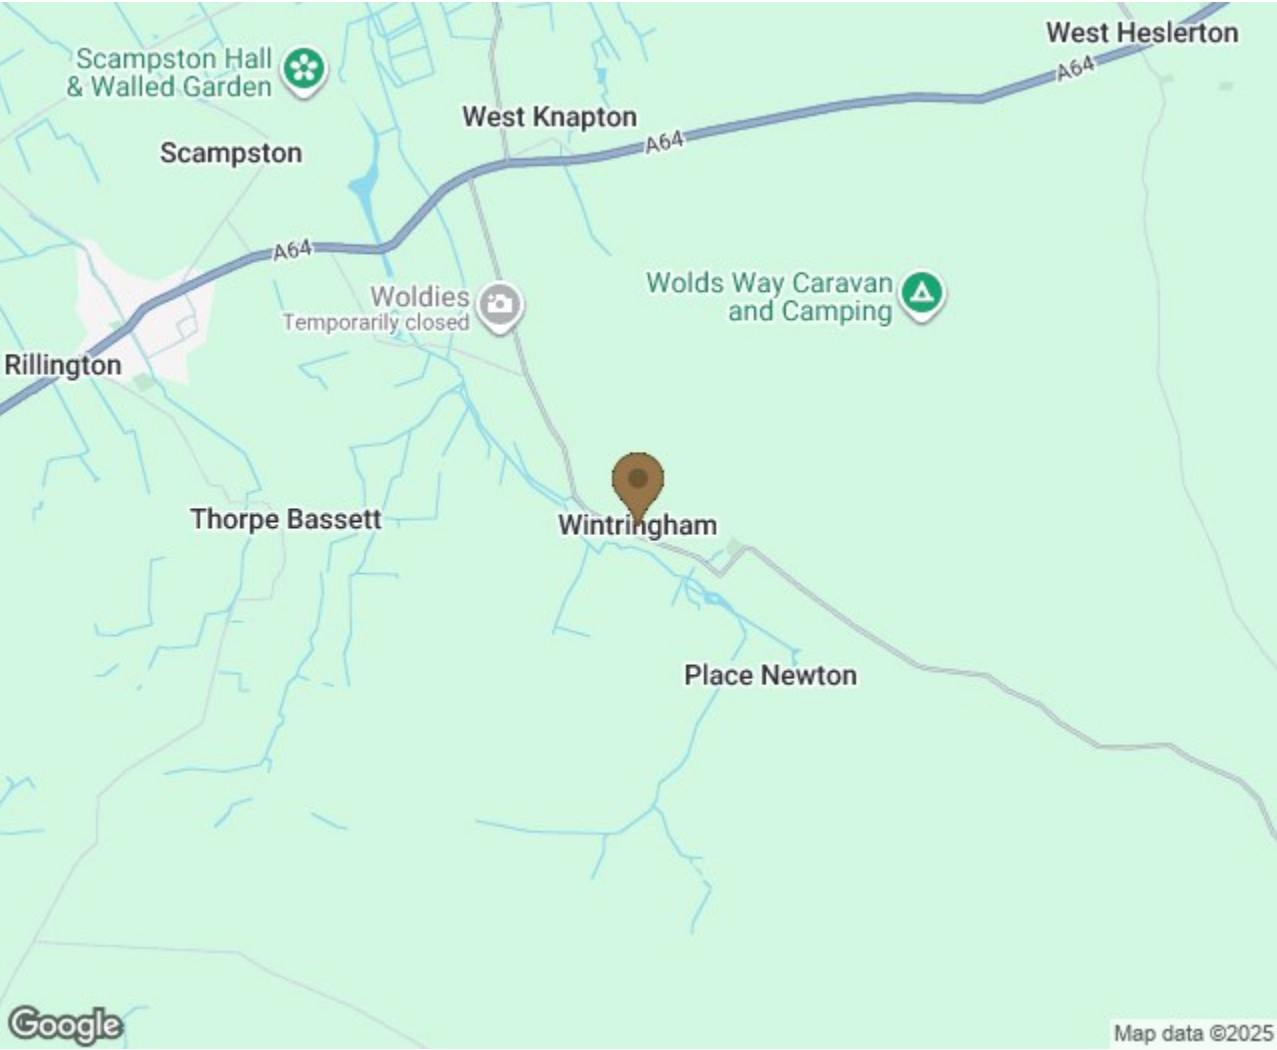 West Heslerton
A64
Scampston Hall
& Walled Garden
West Knapton
A64
Scampston
A64
Wolds Way Caravan
and Camping
Woldies
Temporarily closed
Rillington
Thorpe Bassett
Wintringham
Place Newton
Google
Map data ©2025